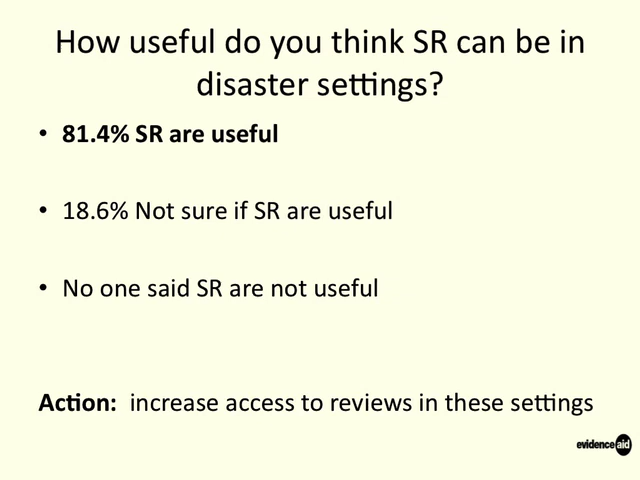 How useful do you think SR can be in
disaster settings?
• 81.4% SR are useful
• 18.6% Not sure if SR are useful
• No one said SR are not useful
Action: increase access to reviews in these settings
evidence aid